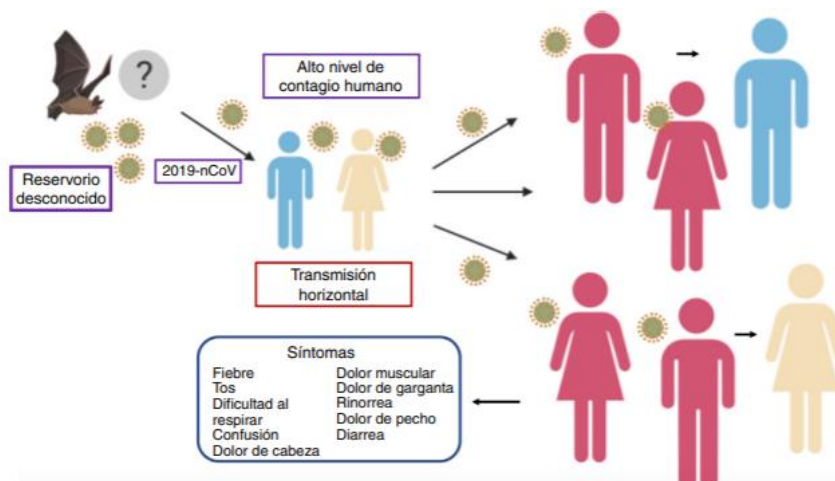 ?
Alto nivel de
contagio humano
Reservorio
desconocido
2019-nCoV
Transmisión
horizontal
Síntomas
Fiebre
Tos
Dificultad al
respirar
Confusión
Dolor de cabeza
Dolor muscular
Dolor de garganta
Rinorrea
Dolor de pecho
Diarrea